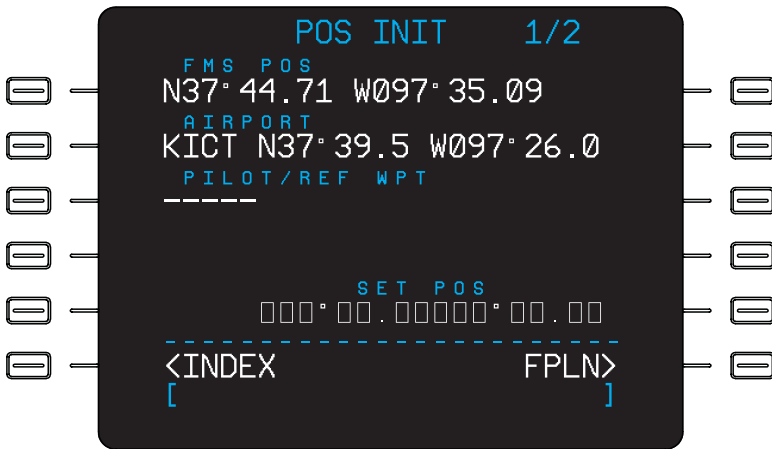 POS INIT 1/2
FMS POS
N37°44.71 W097°35.09
AIRPORT
KICT N37°39.5 W097°26.0
PILOT/REF WPT
-----
SET POS
▯▯▯°▯▯.▯▯▯▯▯°▯▯.▯▯
------------------------
<INDEX FPLN>
[ ]